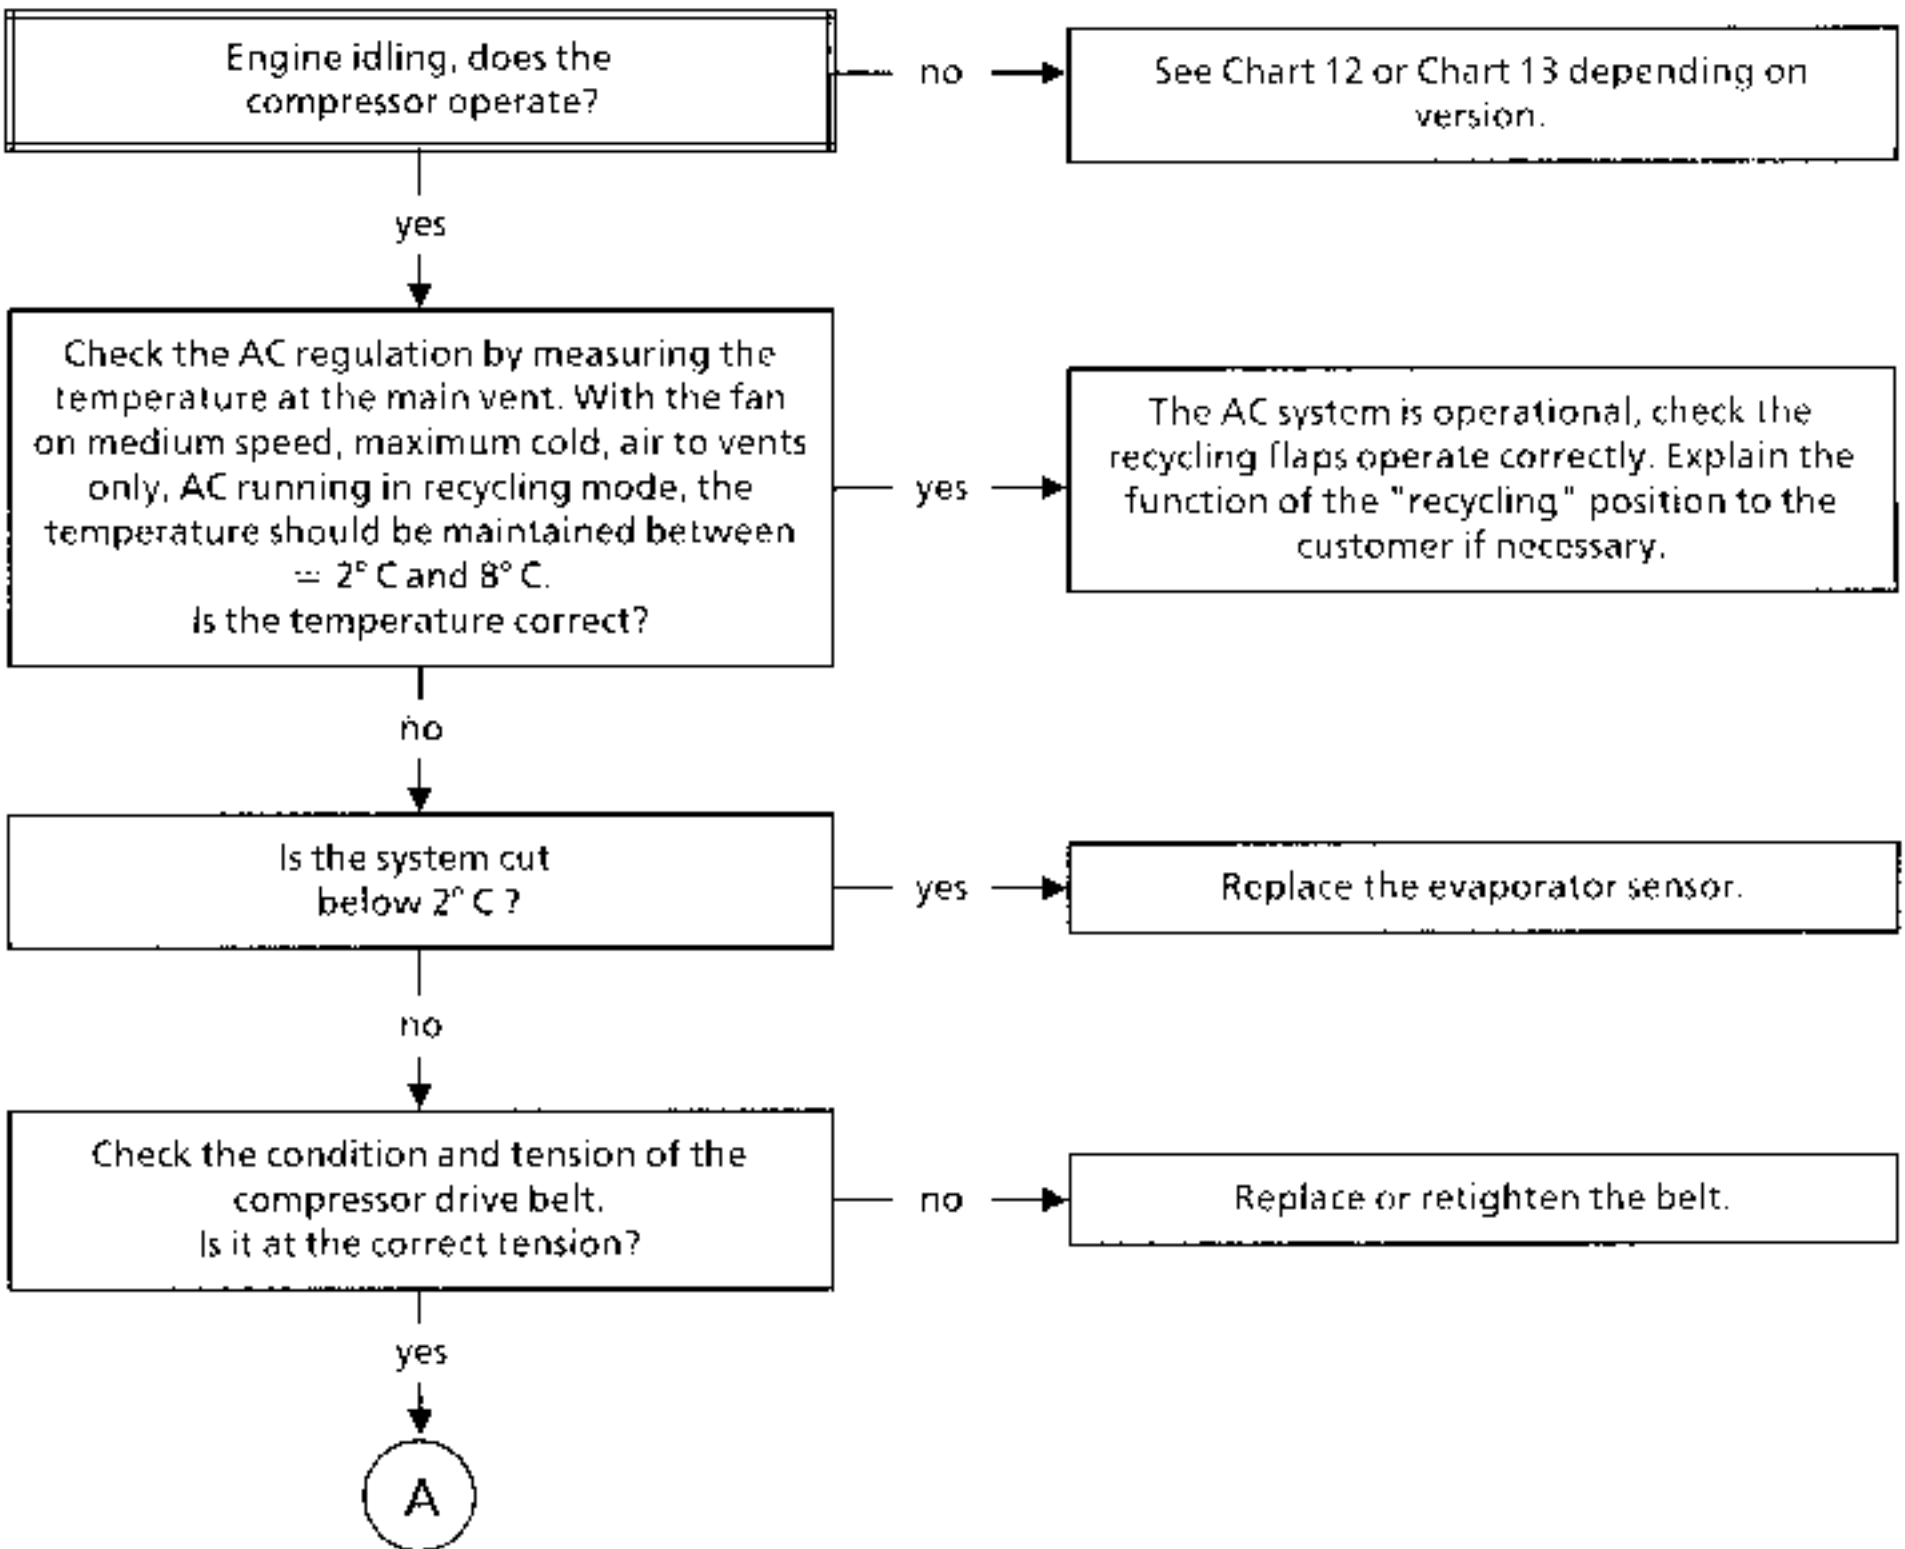 Engine idling, does the
compressor operate?
no
See Chart 12 or Chart 13 depending on
version.
yes
Check the AC regulation by measuring the
temperature at the main vent. With the fan
on medium speed, maximum cold, air to vents
only, AC running in recycling mode, the
temperature should be maintained between
= 2° C and 8° C.
Is the temperature correct?
yes
The AC system is operational, check the
recycling flaps operate correctly. Explain the
function of the "recycling" position to the
customer if necessary.
no
Is the system cut
below 2° C ?
yes
Replace the evaporator sensor.
no
Check the condition and tension of the
compressor drive belt.
Is it at the correct tension?
no
Replace or retighten the belt.
yes
A